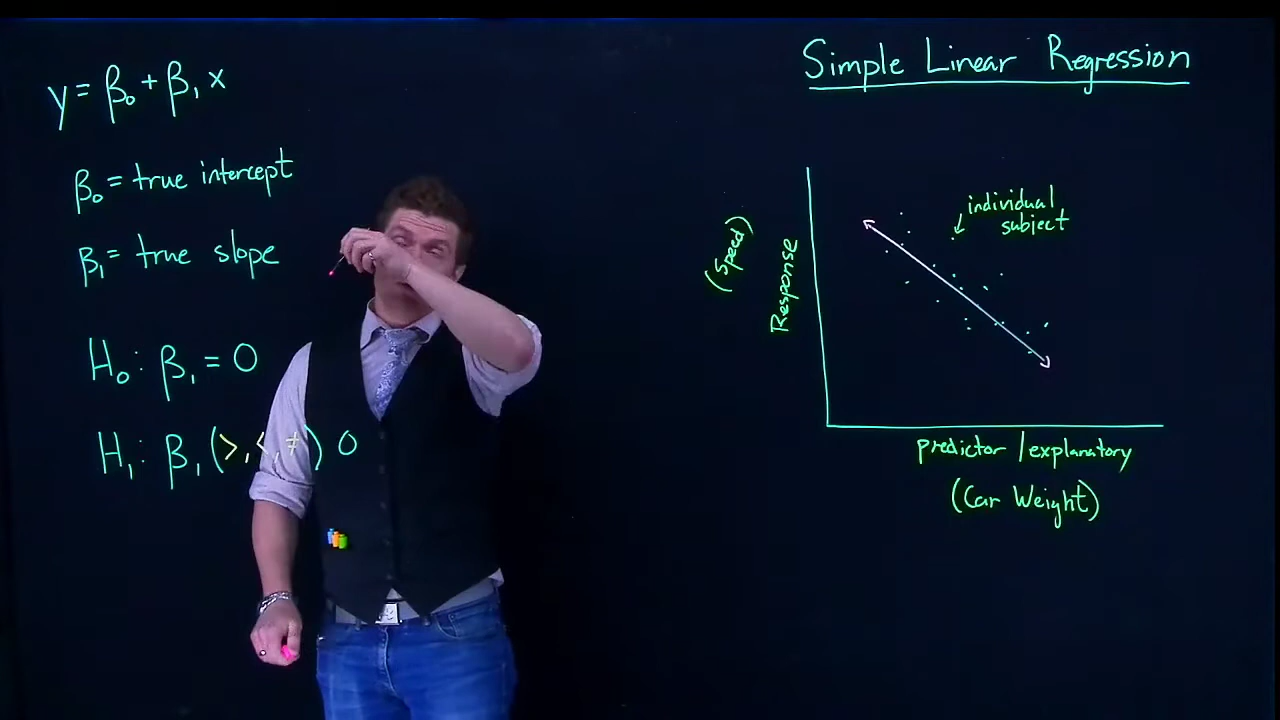 y = β₀ + β₁ x
β₀ = true intercept
β₁ = true slope
H₀: β₁ = 0
H₁: β₁ (>, <, ≠) 0
Simple Linear Regression
individual
subject
(Speed)
Response
predictor / explanatory
(Car Weight)